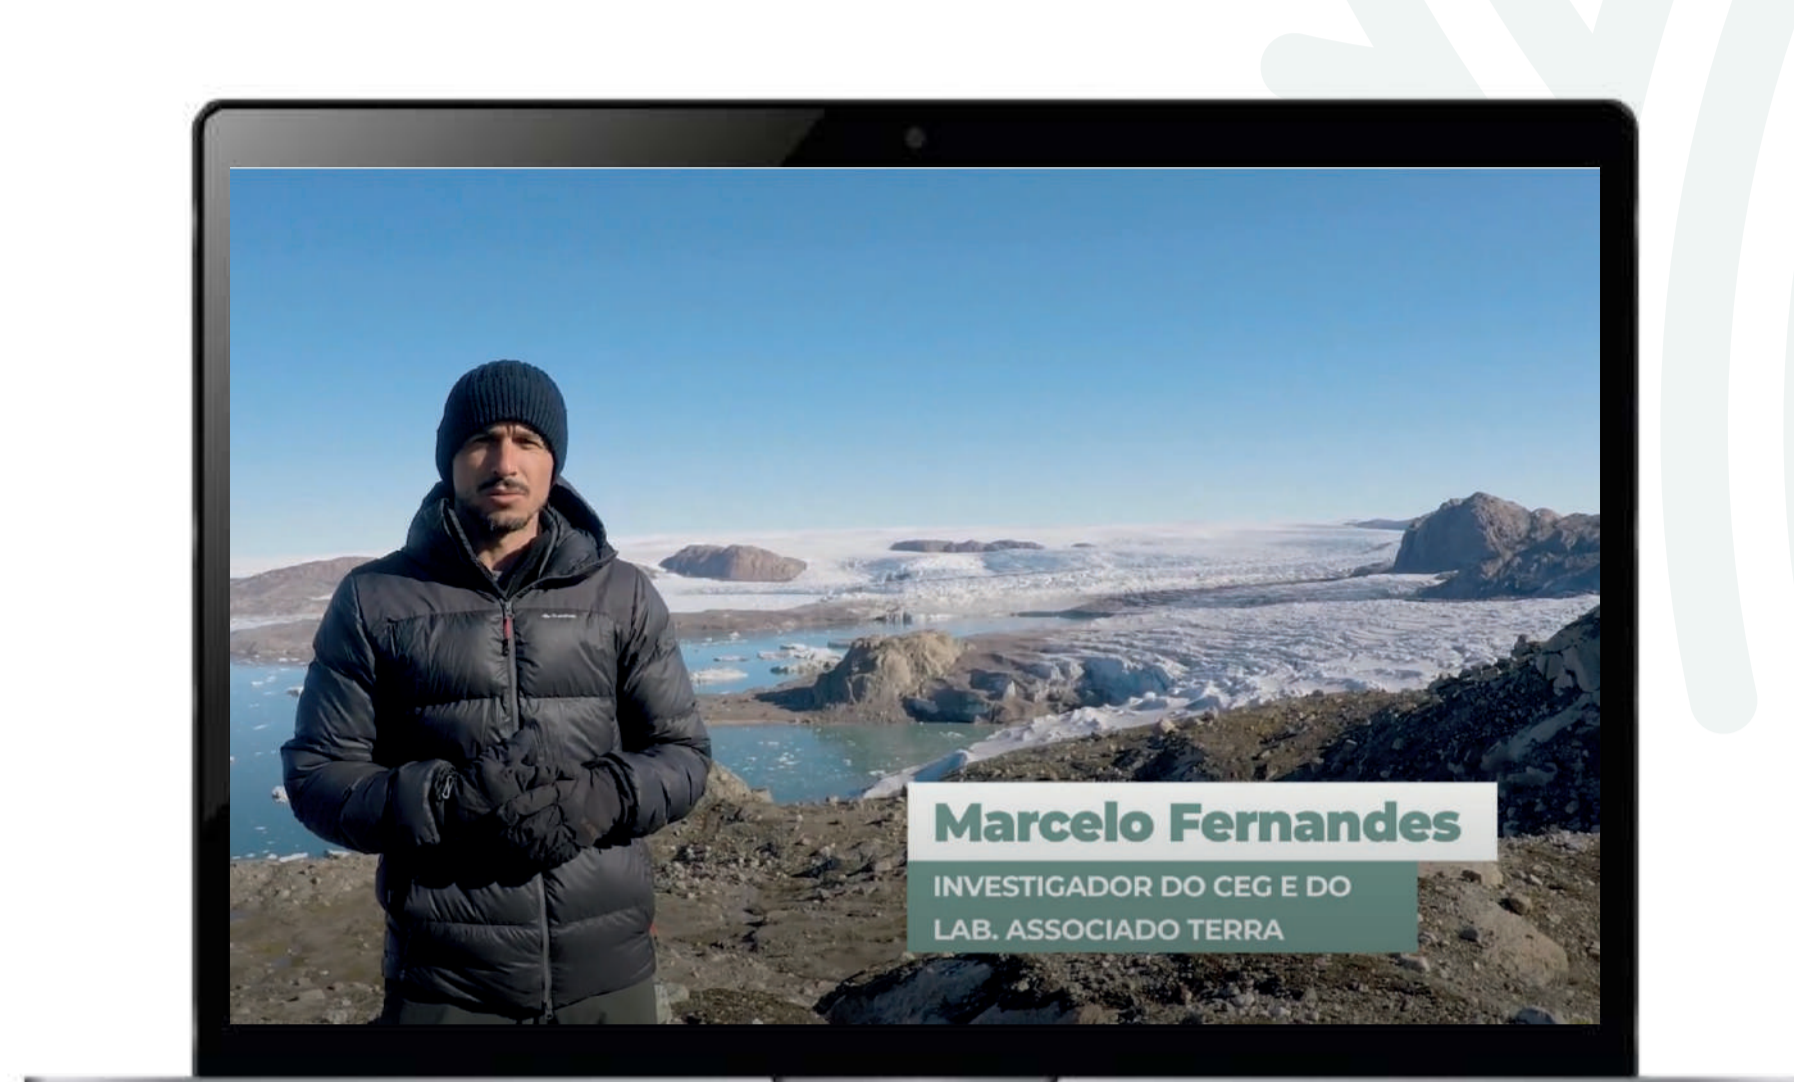 Marcelo Fernandes
INVESTIGADOR DO CEG E DO
LAB. ASSOCIADO TERRA